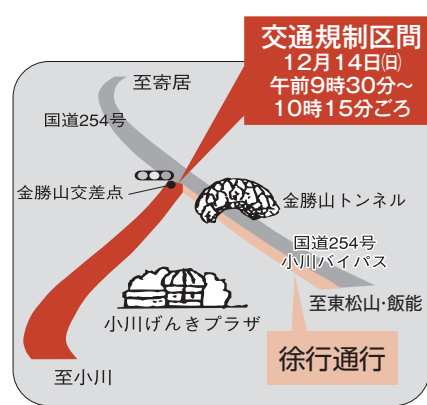 交通規制区間
12月14日㈰
午前9時30分～
10時15分ごろ
至寄居
国道254号
金勝山交差点
金勝山トンネル
国道254号
小川バイパス
小川げんきプラザ
至東松山・飯能
徐行通行
至小川